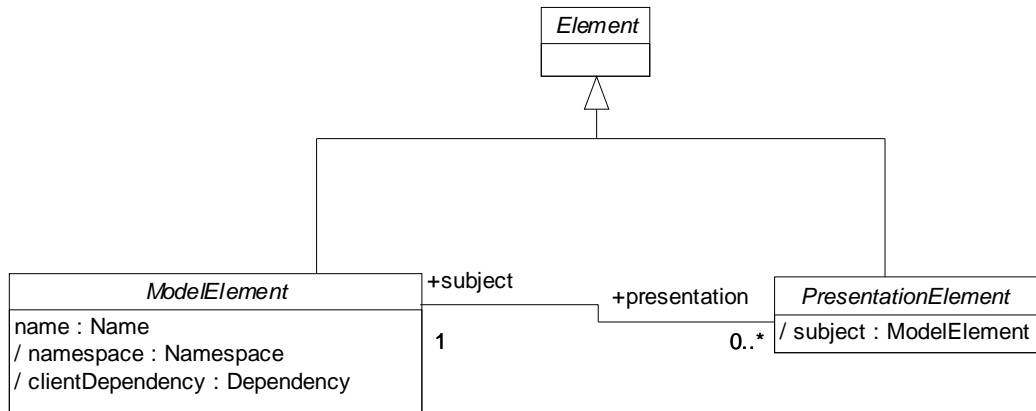 Element
ModelElement
name : Name
/ namespace : Namespace
/ clientDependency : Dependency
+subject
1
+presentation
0..*
PresentationElement
/ subject : ModelElement